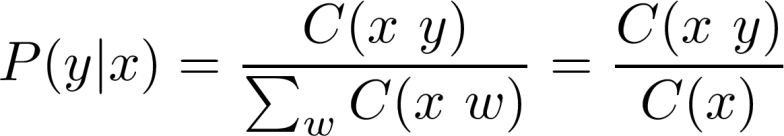 P(y|x) = C(x y) / ∑_w C(x w) = C(x y) / C(x)